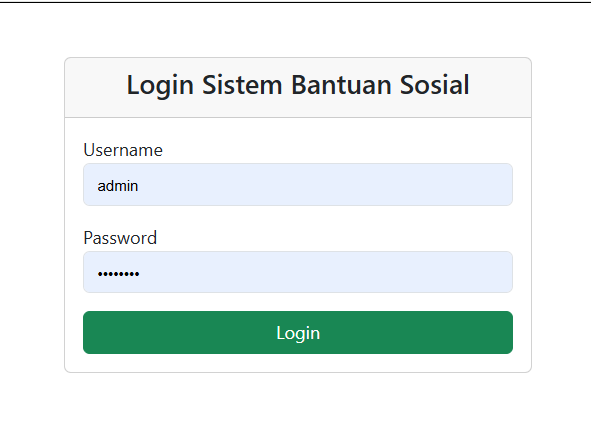 Login Sistem Bantuan Sosial
Username
admin
Password
••••••••
Login